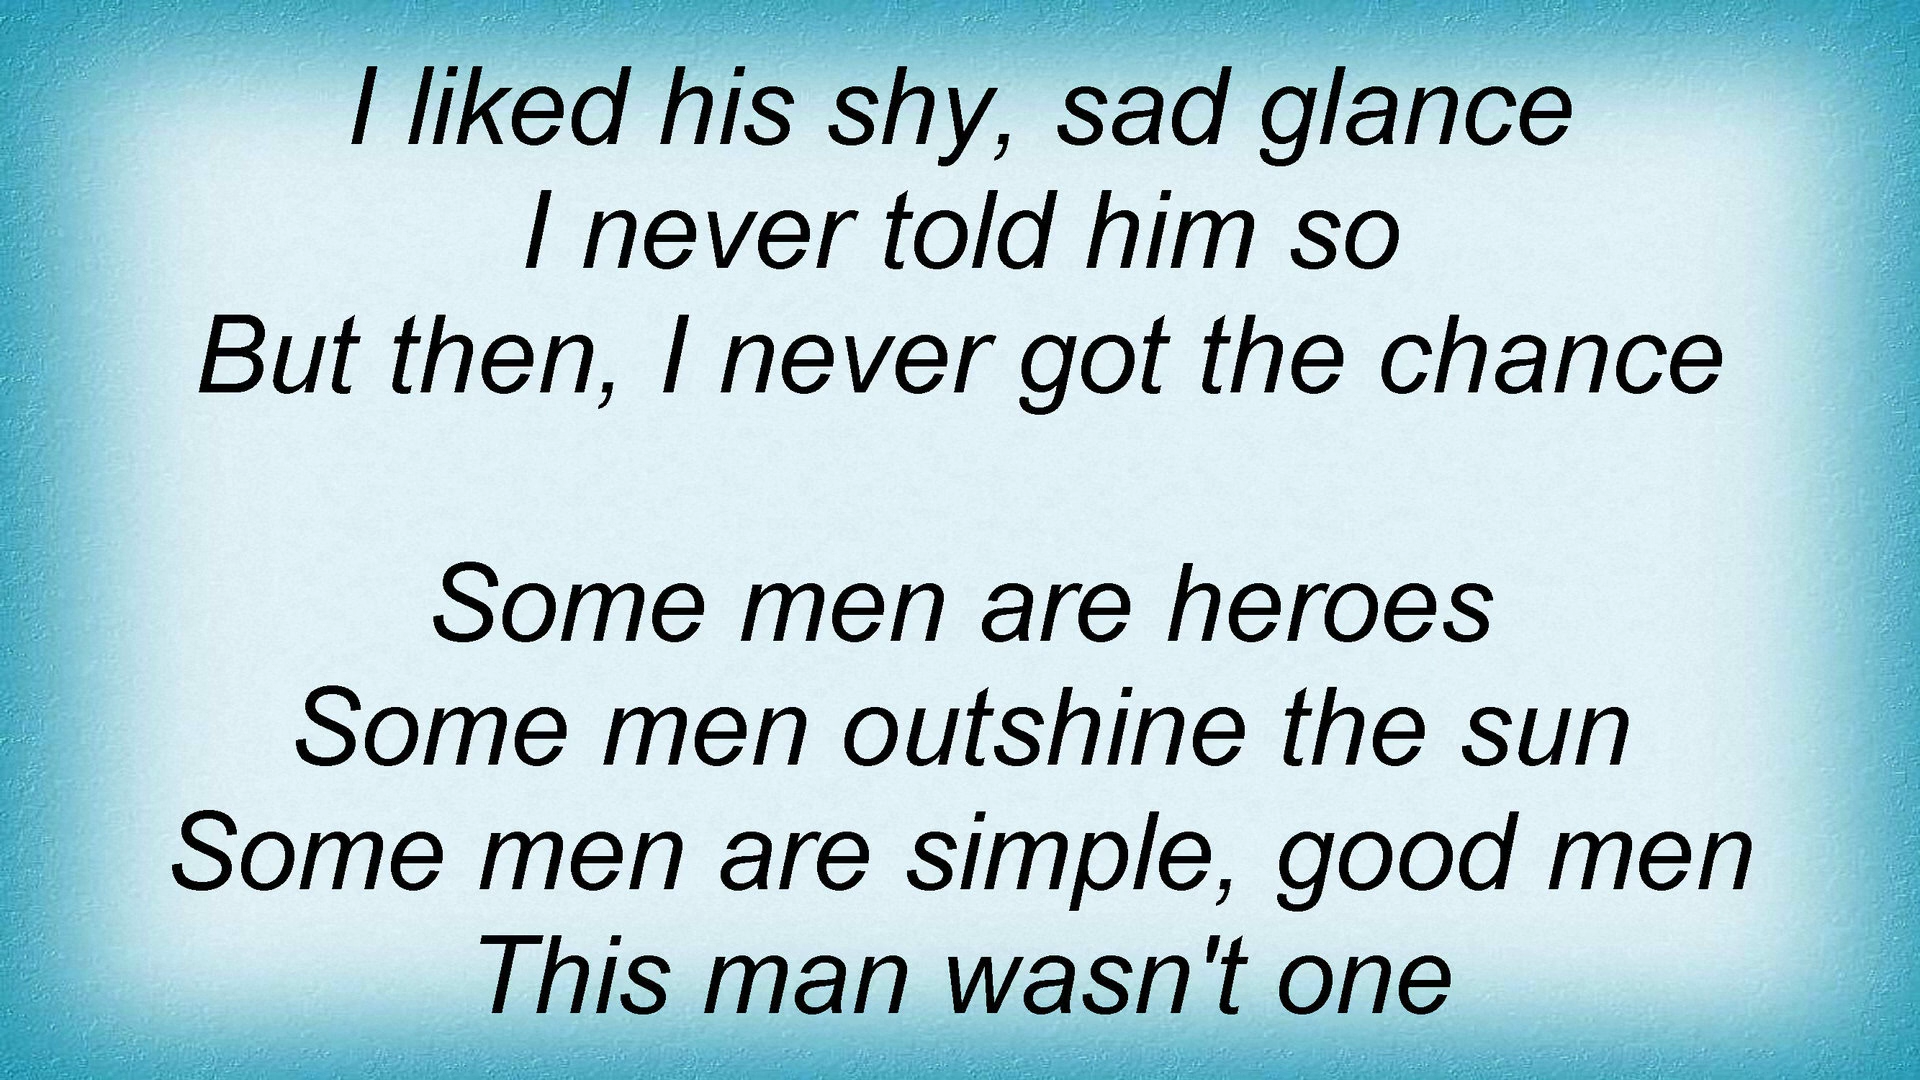 I liked his shy, sad glance
I never told him so
But then, I never got the chance
Some men are heroes
Some men outshine the sun
Some men are simple, good men
This man wasn't one